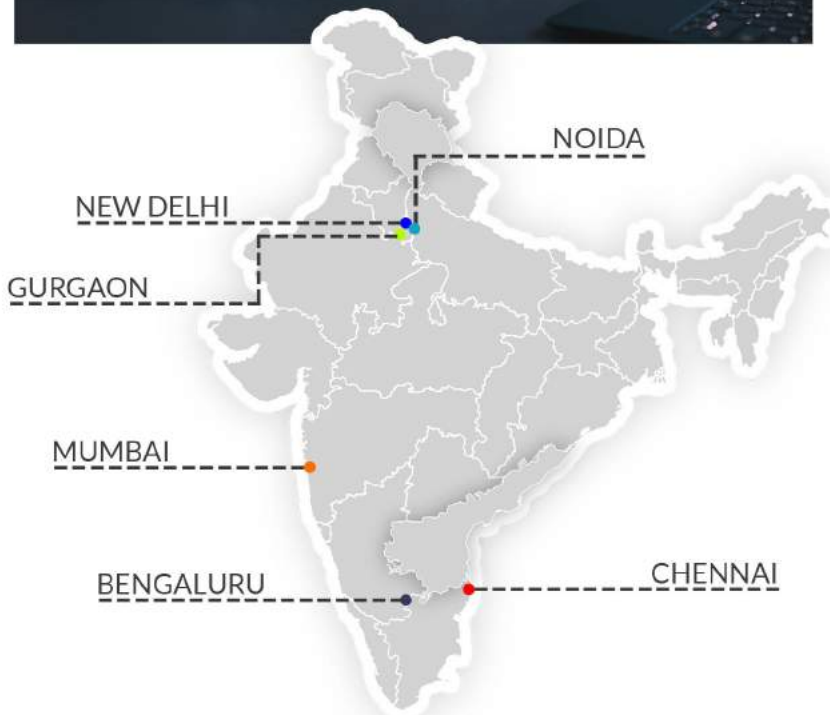 NOIDA
NEW DELHI
GURGAON
MUMBAI
BENGALURU
CHENNAI